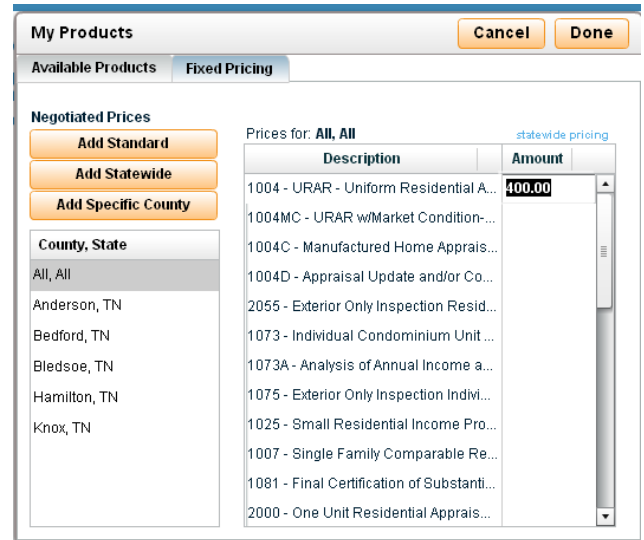 My Products
Cancel
Done
Available Products
Fixed Pricing
Negotiated Prices
Add Standard
Add Statewide
Add Specific County
County, State
All, All
Anderson, TN
Bedford, TN
Bledsoe, TN
Hamilton, TN
Knox, TN
Prices for: All, All
statewide pricing
Description Amount
1004 - URAR - Uniform Residential A... 400.00
1004MC - URAR w/Market Condition-...
1004C - Manufactured Home Apprais...
1004D - Appraisal Update and/or Co...
2055 - Exterior Only Inspection Resid...
1073 - Individual Condominium Unit ...
1073A - Analysis of Annual Income a...
1075 - Exterior Only Inspection Indivi...
1025 - Small Residential Income Pro...
1007 - Single Family Comparable Re...
1081 - Final Certification of Substanti...
2000 - One Unit Residential Apprais...